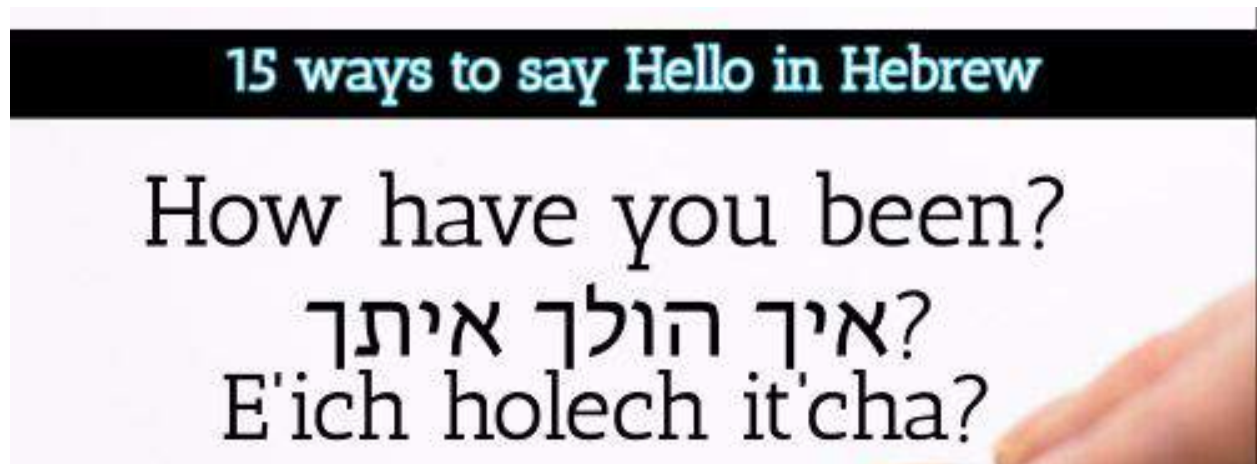 15 ways to say Hello in Hebrew
How have you been?
איך הולך איתך?
E'ich holech it'cha?